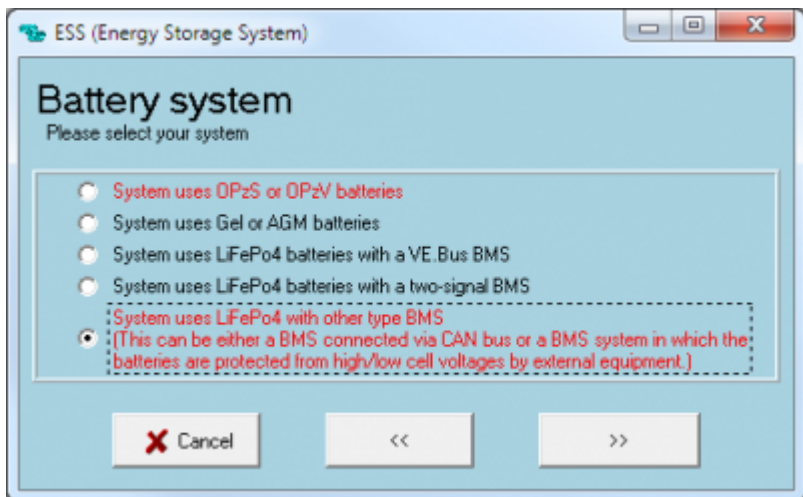 ESS (Energy Storage System)
Battery system
Please select your system
System uses OPzS or OPzV batteries
System uses Gel or AGM batteries
System uses LiFePo4 batteries with a VE.Bus BMS
System uses LiFePo4 batteries with a two-signal BMS
System uses LiFePo4 with other type BMS
(This can be either a BMS connected via CAN bus or a BMS system in which the
batteries are protected from high/low cell voltages by external equipment.)
Cancel
<<
>>